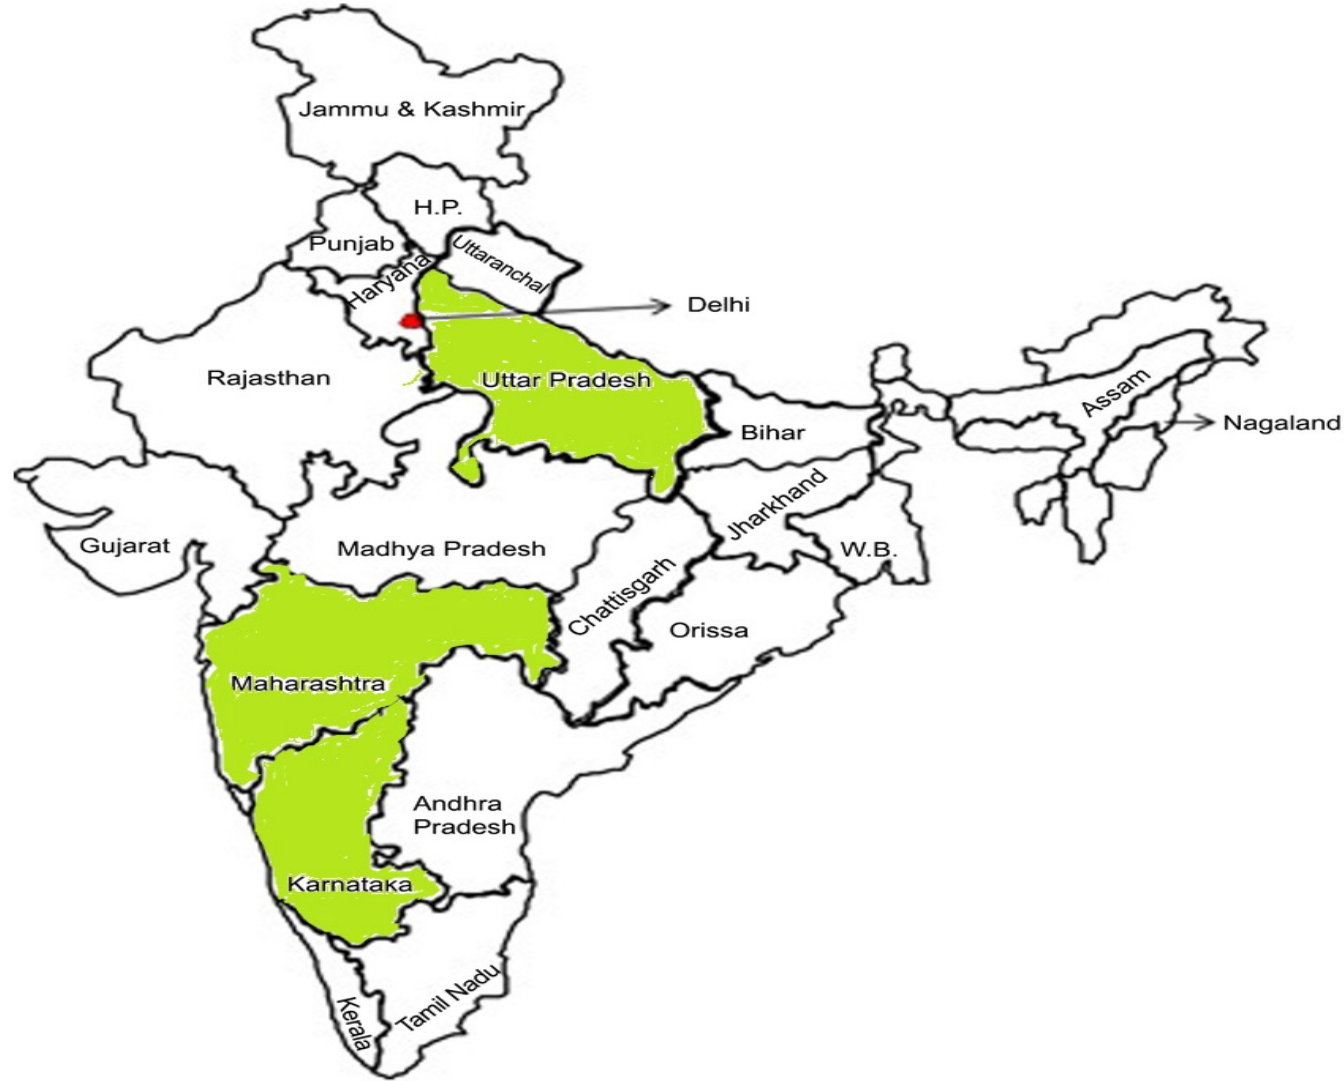 Jammu & Kashmir
H.P.
Punjab
Uttaranchal
Haryana
Delhi
Rajasthan
Uttar Pradesh
Bihar
Assam
Nagaland
Gujarat
Madhya Pradesh
Jharkhand
W.B.
Chattisgarh
Orissa
Maharashtra
Andhra
Pradesh
Karnataka
Kerala
Tamil Nadu